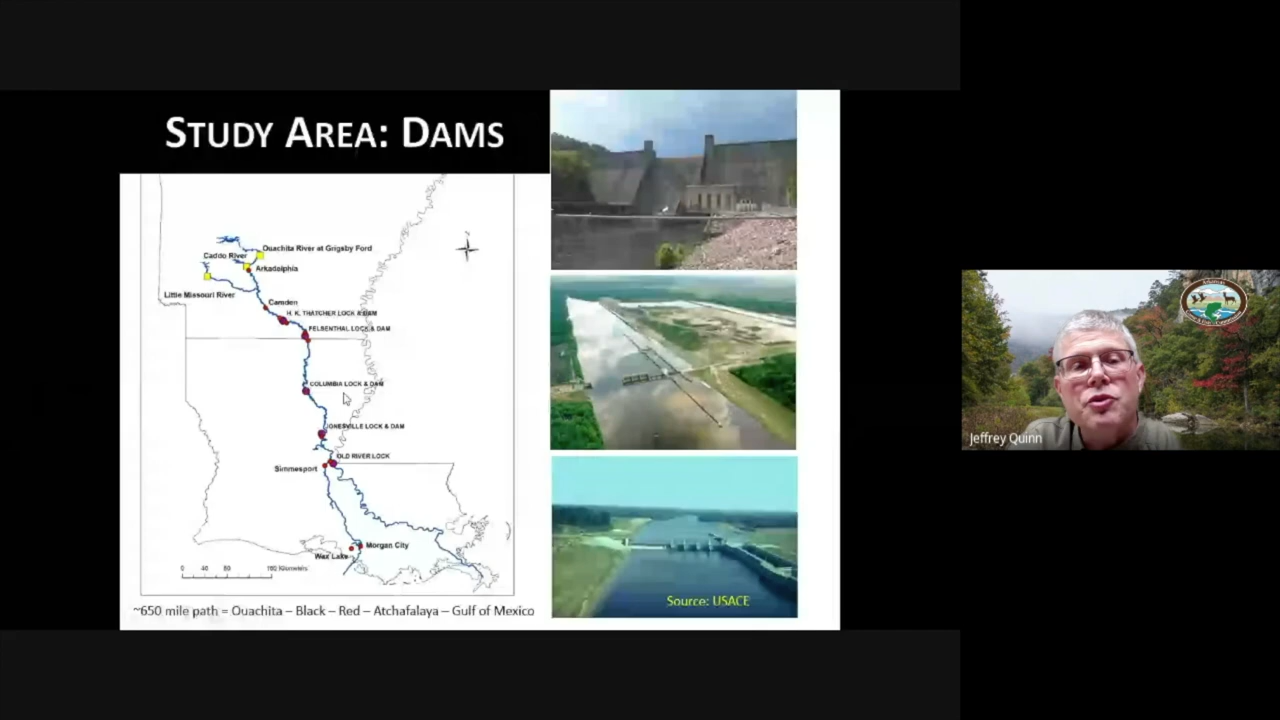 STUDY AREA: DAMS
Ouachita River at Grigsby Ford
Caddo River
Arkadelphia
Little Missouri River
Camden
H. K. THATCHER LOCK & DAM
FELSENTHAL LOCK & DAM
COLUMBIA LOCK & DAM
JONESVILLE LOCK & DAM
OLD RIVER LOCK
Simmesport
Morgan City
Wax Lake
0 40 80 160 Kilometers
~650 mile path = Ouachita – Black – Red – Atchafalaya – Gulf of Mexico
Source: USACE
Arkansas
Jeffrey Quinn